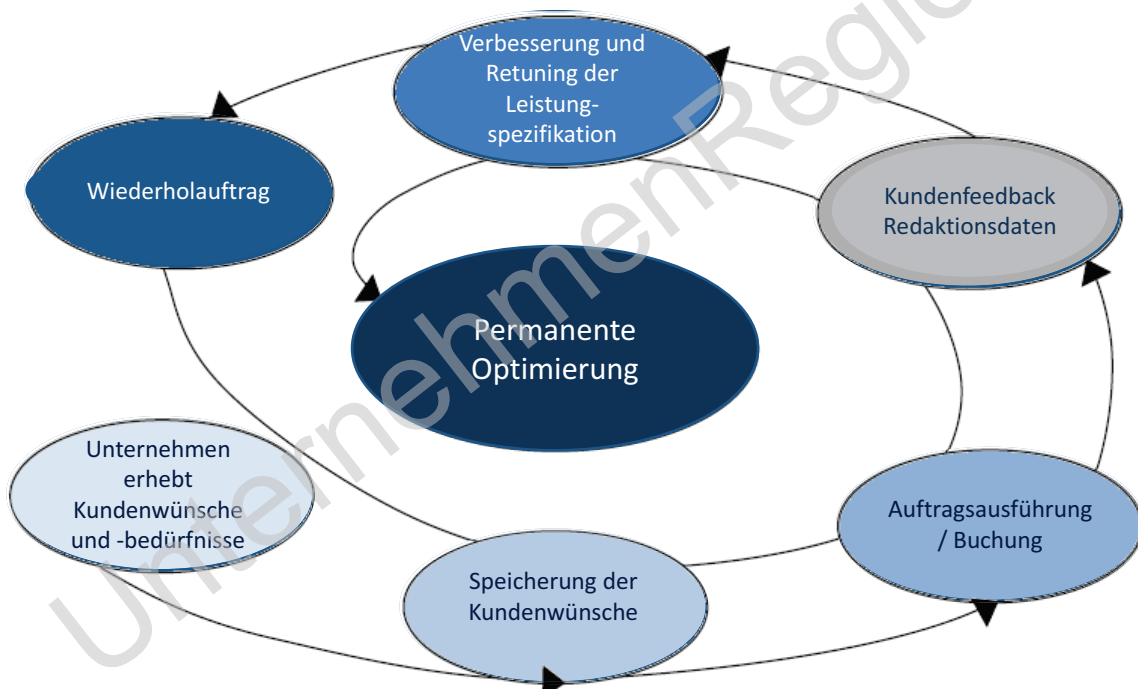 Verbesserung und
Retuning der
Leistung-
spezifikation
Wiederholauftrag
Kundenfeedback
Redaktionsdaten
Permanente
Optimierung
Unternehmen
erhebt
Kundenwünsche
und -bedürfnisse
Auftragsausführung
/ Buchung
Speicherung der
Kundenwünsche